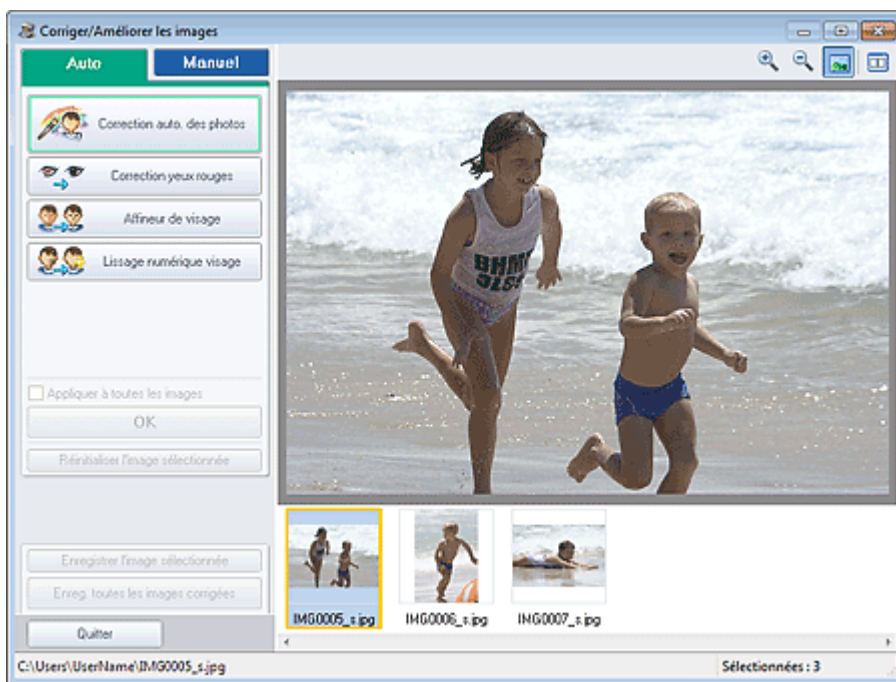 Corriger/Améliorer les images
Auto
Manuel
Correction auto. des photos
Correction yeux rouges
Affineur de visage
Lissage numérique visage
Appliquer à toutes les images
OK
Réinitialiser l'image sélectionnée
Enregistrer l'image sélectionnée
Enreg. toutes les images corrigées
Quitter
IMG0005_s.jpg
IMG0006_s.jpg
IMG0007_s.jpg
C:\Users\UserName\IMG0005_s.jpg
Sélectionnées : 3